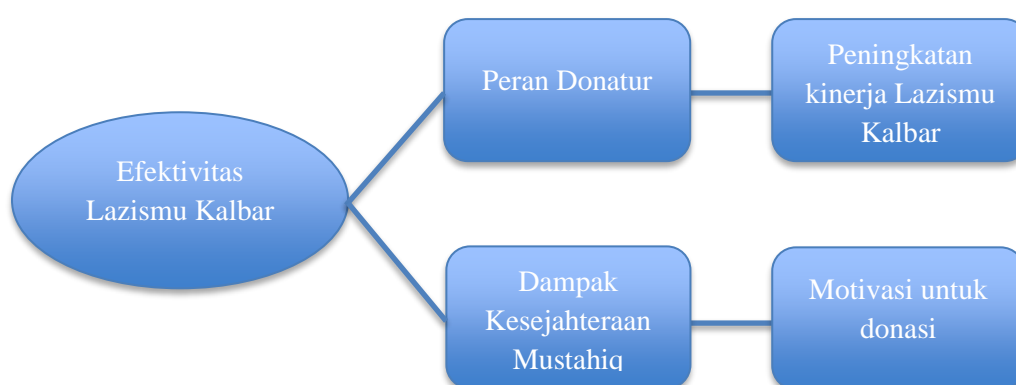 Efektivitas
Lazismu Kalbar
Peran Donatur
Peningkatan
kinerja Lazismu
Kalbar
Dampak
Kesejahteraan
Mustahiq
Motivasi untuk
donasi